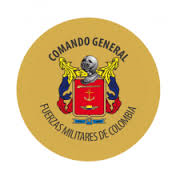 COMANDO GENERAL
FUERZAS MILITARES DE COLOMBIA